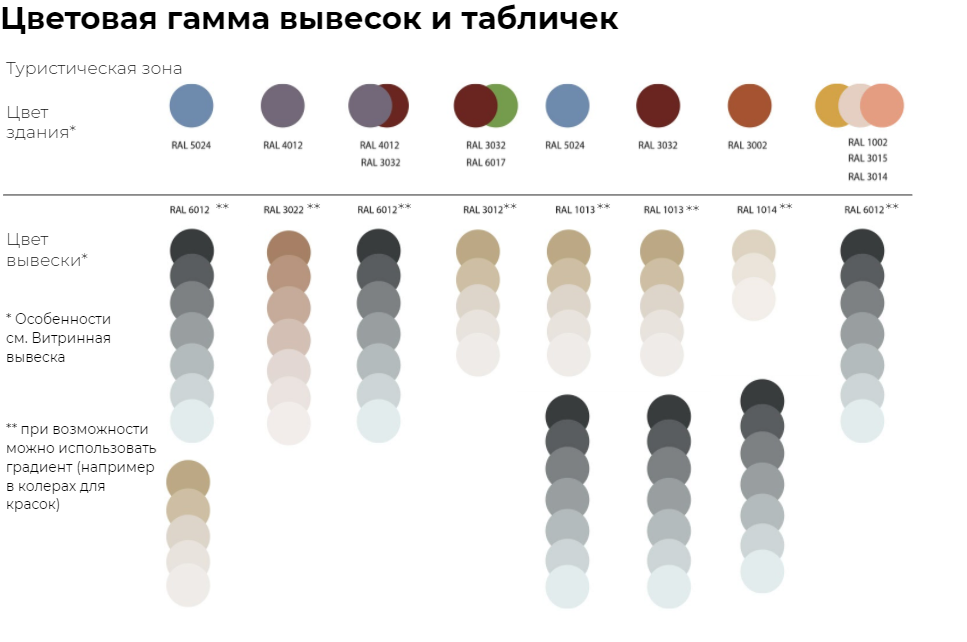 Цветовая гамма вывесок и табличек
Туристическая зона
Цвет
здания*
RAL 5024
RAL 4012
RAL 4012
RAL 3032
RAL 3032
RAL 6017
RAL 5024
RAL 3032
RAL 3002
RAL 1002
RAL 3015
RAL 3014
RAL 6012 **
RAL 3022 **
RAL 6012**
RAL 3012**
RAL 1013 **
RAL 1013 **
RAL 1014 **
RAL 6012**
Цвет
вывески*
* Особенности
см. Витринная
вывеска
** при возможности
можно использовать
градиент (например
в колерах для
красок)